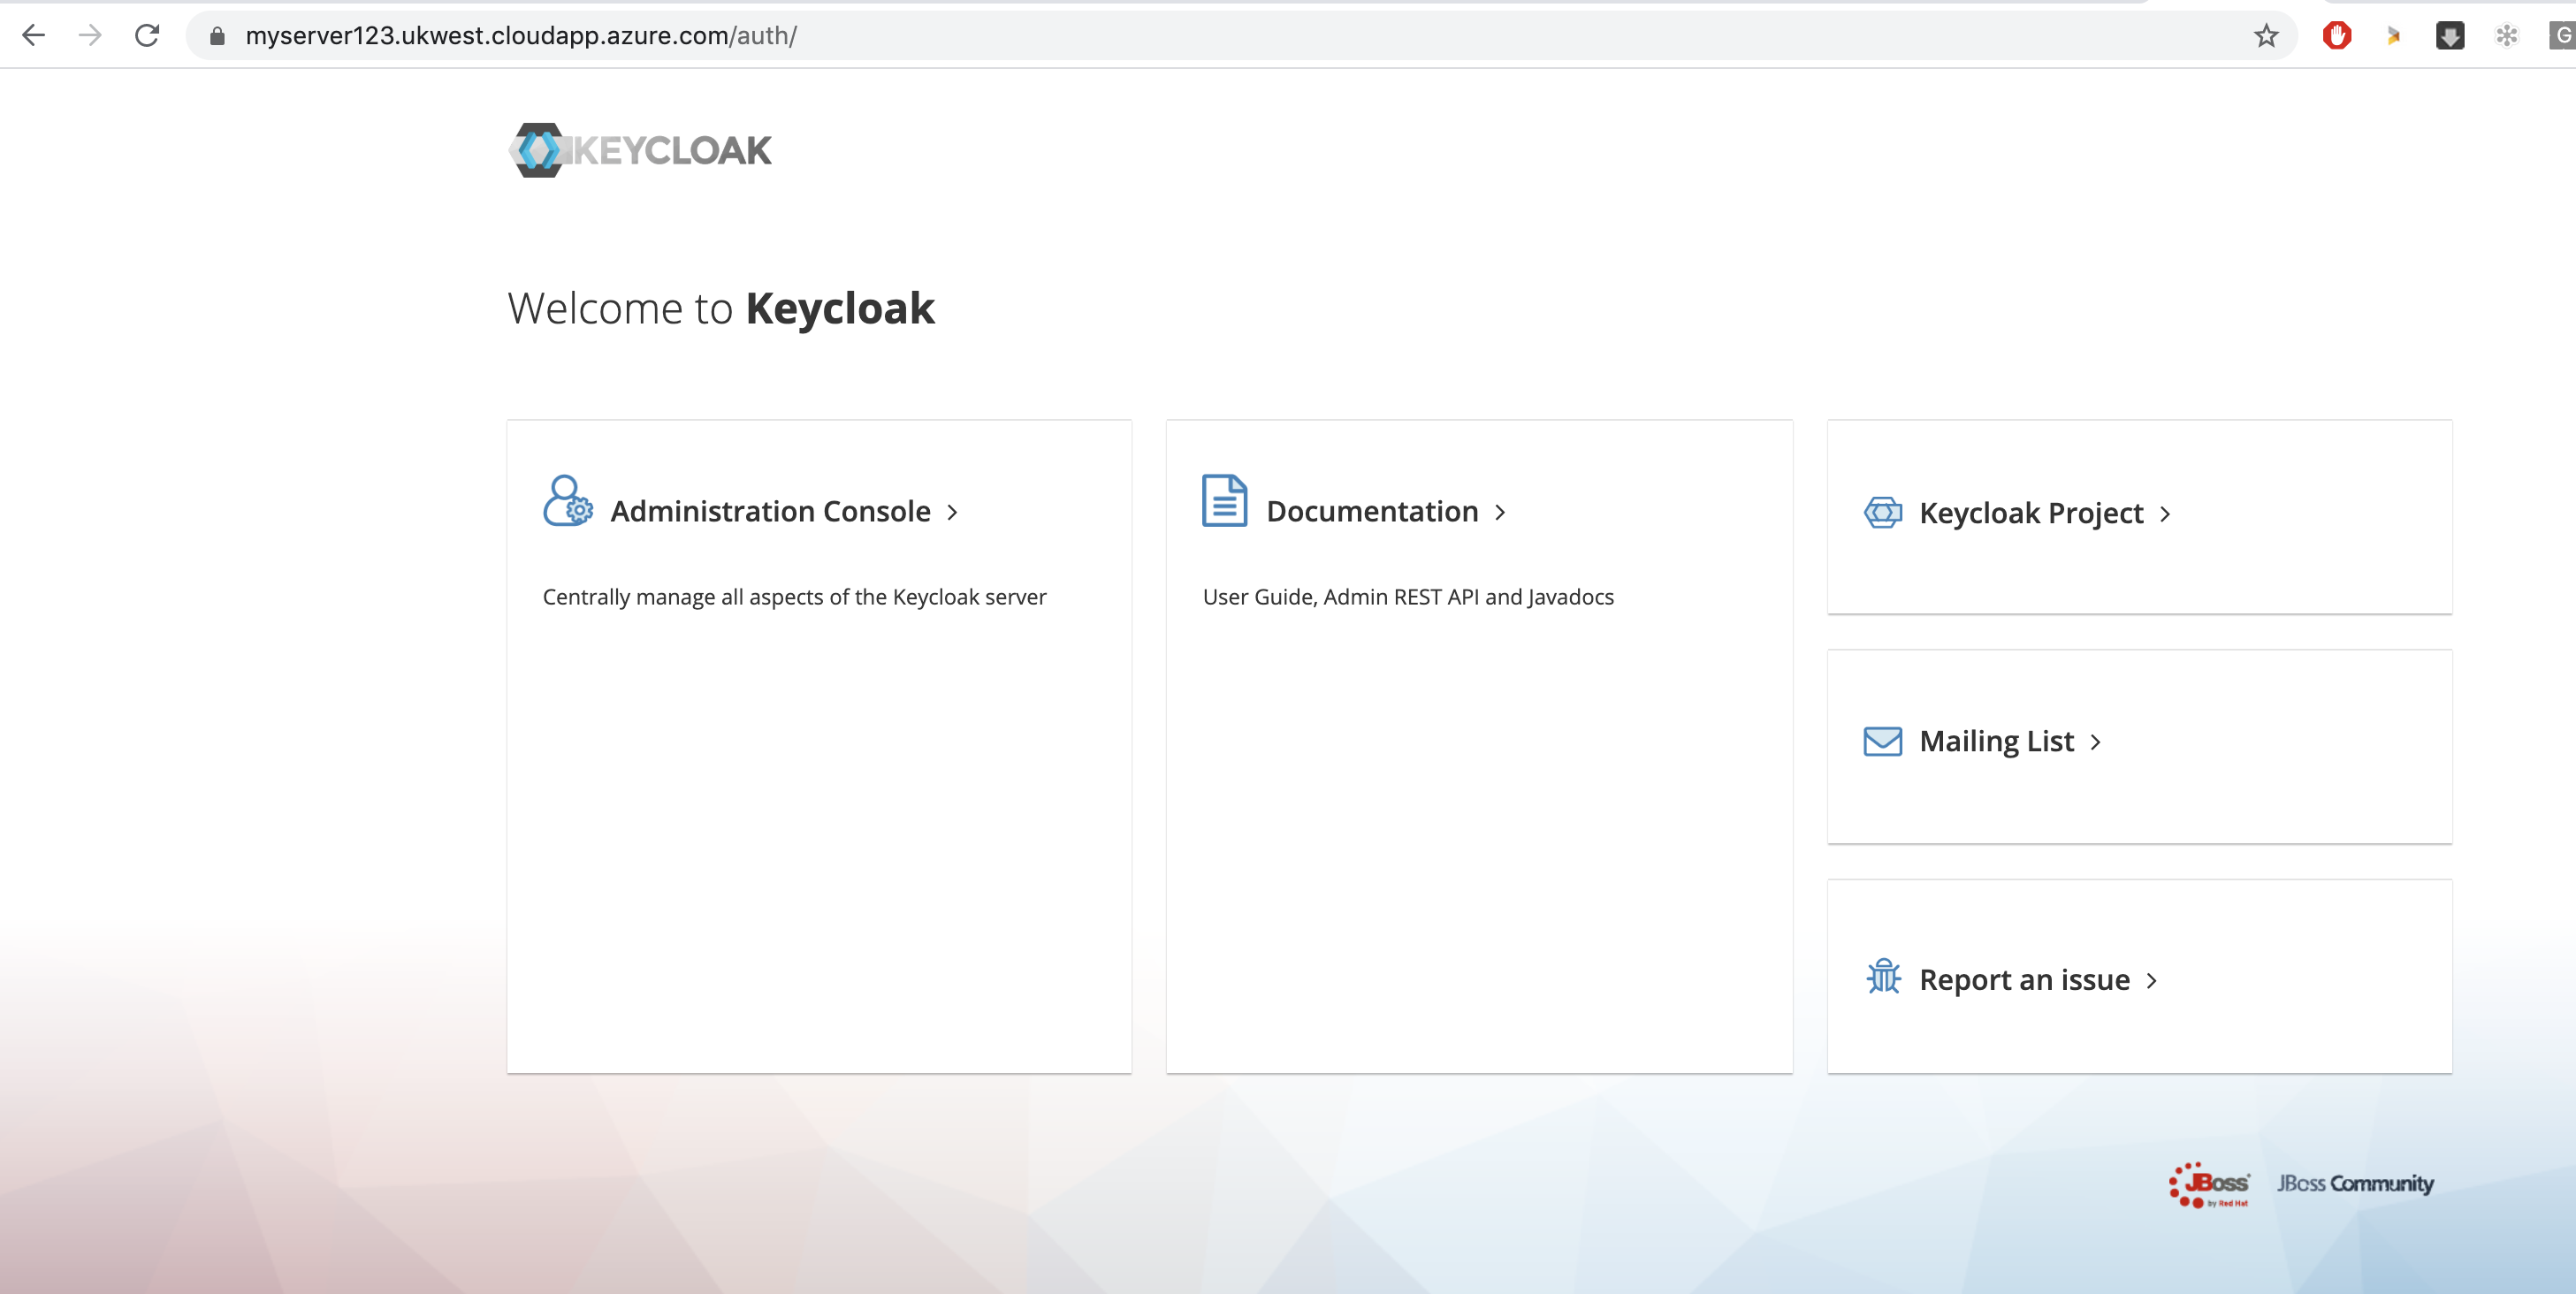 myserver123.ukwest.cloudapp.azure.com/auth/
G
KEYCLOAK
Welcome to Keycloak
Administration Console
Centrally manage all aspects of the Keycloak server
Documentation
User Guide, Admin REST API and Javadocs
Keycloak Project
Mailing List
Report an issue
JBoss
by Red Hat
JBoss Community